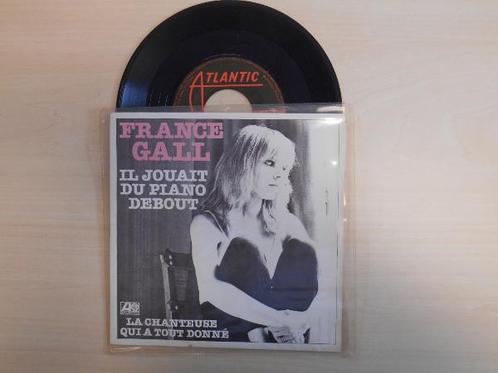 ATLANTIC
FRANCE
GALL
IL JOUAIT
DU PIANO
DEBOUT
LA CHANTEUSE
QUI A TOUT DONNÉ